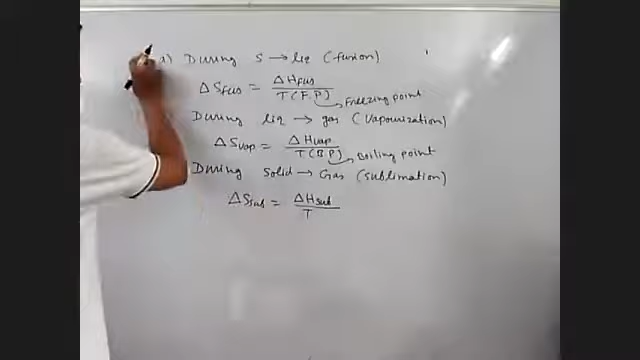 a) During S → liq (fusion)
ΔSfus = ΔHfus / T(F.P) → Freezing point
During liq → gas (vapourization)
ΔSvap = ΔHvap / T(B.P) → Boiling point
During solid → Gas (sublimation)
ΔSsub = ΔHsub / T